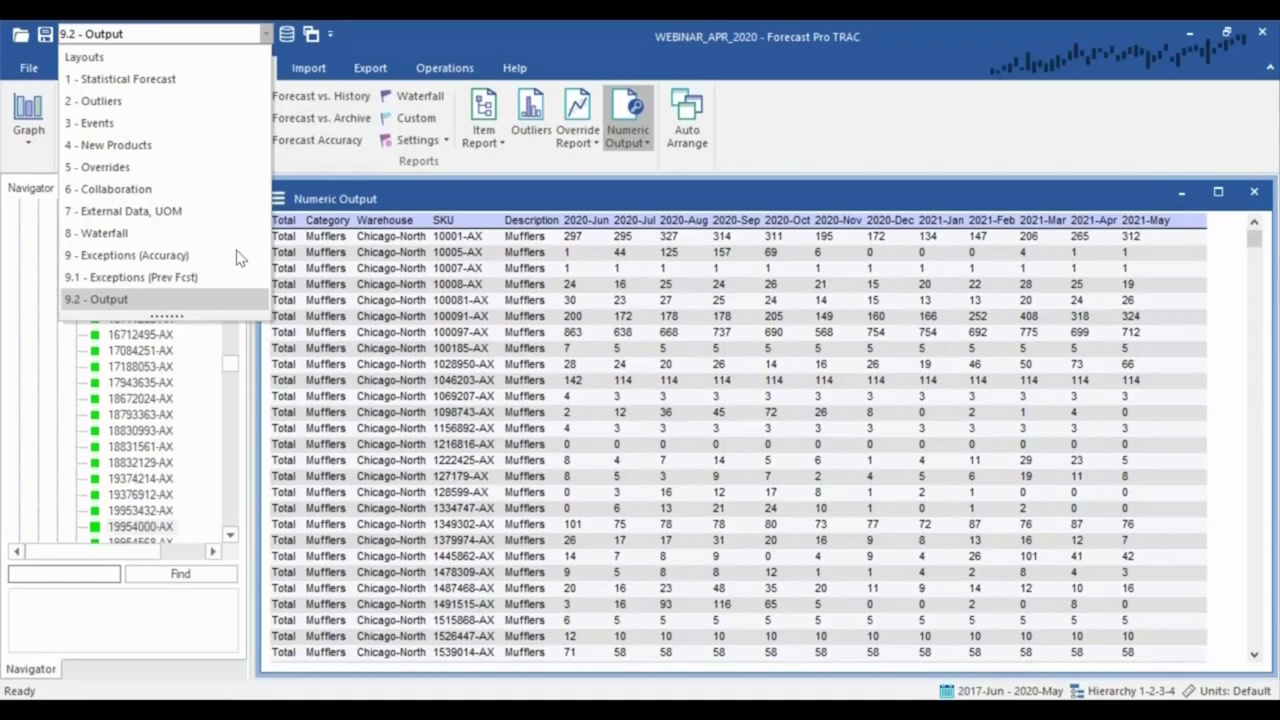 9.2 - Output
WEBINAR_APR_2020 - Forecast Pro TRAC
Layouts
1 - Statistical Forecast
2 - Outliers
3 - Events
4 - New Products
5 - Overrides
6 - Collaboration
7 - External Data, UOM
8 - Waterfall
9 - Exceptions (Accuracy)
9.1 - Exceptions (Prev Fcst)
9.2 - Output
File Import Export Operations Help
Graph
Forecast vs. History Waterfall
Forecast vs. Archive Custom
Forecast Accuracy Settings
Reports
Item Report
Outliers
Override Report
Numeric Output
Auto Arrange
Navigator
16712495-AX
17084251-AX
17188053-AX
17943635-AX
18672024-AX
18793363-AX
18830993-AX
18831561-AX
18832129-AX
19374214-AX
19376912-AX
19953432-AX
19954000-AX
19954568-AX
Find
Navigator
Numeric Output
Total Category Warehouse SKU Description 2020-Jun 2020-Jul 2020-Aug 2020-Sep 2020-Oct 2020-Nov 2020-Dec 2021-Jan 2021-Feb 2021-Mar 2021-Apr 2021-May
Total Mufflers Chicago-North 10001-AX Mufflers 297 295 327 314 311 195 172 134 147 206 265 312
Total Mufflers Chicago-North 10005-AX Mufflers 1 44 125 157 69 6 0 0 0 4 1 1
Total Mufflers Chicago-North 10007-AX Mufflers 1 1 1 1 1 1 1 1 1 1 1 1
Total Mufflers Chicago-North 10008-AX Mufflers 24 16 25 24 26 21 15 20 22 28 25 19
Total Mufflers Chicago-North 100081-AX Mufflers 30 23 27 25 24 14 15 13 13 20 24 26
Total Mufflers Chicago-North 100091-AX Mufflers 200 172 178 178 205 149 160 166 252 408 318 324
Total Mufflers Chicago-North 100097-AX Mufflers 863 638 668 737 690 568 754 754 692 775 699 712
Total Mufflers Chicago-North 100185-AX Mufflers 7 5 5 5 5 5 5 5 5 5 5 5
Total Mufflers Chicago-North 1028950-AX Mufflers 28 24 20 26 14 16 26 19 46 50 73 66
Total Mufflers Chicago-North 1046203-AX Mufflers 142 114 114 114 114 114 114 114 114 114 114 114
Total Mufflers Chicago-North 1069207-AX Mufflers 4 3 3 3 3 3 3 3 3 3 3 3
Total Mufflers Chicago-North 1098743-AX Mufflers 2 12 36 45 72 26 8 0 2 1 4 0
Total Mufflers Chicago-North 1156892-AX Mufflers 4 3 3 3 3 3 3 3 3 3 3 3
Total Mufflers Chicago-North 1216816-AX Mufflers 0 0 0 0 0 0 0 0 0 0 0 0
Total Mufflers Chicago-North 1222425-AX Mufflers 8 4 7 14 5 6 1 4 11 29 23 5
Total Mufflers Chicago-North 127179-AX Mufflers 8 5 3 9 7 2 4 5 6 19 11 8
Total Mufflers Chicago-North 128599-AX Mufflers 0 3 16 12 17 8 1 2 1 0 0 0
Total Mufflers Chicago-North 1334747-AX Mufflers 0 6 13 21 24 10 1 0 1 2 0 0
Total Mufflers Chicago-North 1349302-AX Mufflers 101 75 78 78 80 73 77 72 87 76 87 76
Total Mufflers Chicago-North 1379974-AX Mufflers 26 17 17 31 20 16 9 8 13 16 12 7
Total Mufflers Chicago-North 1445862-AX Mufflers 14 7 8 9 0 4 9 4 26 101 41 42
Total Mufflers Chicago-North 1478309-AX Mufflers 9 5 8 8 12 1 1 4 2 8 4 3
Total Mufflers Chicago-North 1487468-AX Mufflers 20 16 23 48 35 20 11 9 14 12 10 16
Total Mufflers Chicago-North 1491515-AX Mufflers 3 16 93 116 65 5 0 0 2 0 8 0
Total Mufflers Chicago-North 1515868-AX Mufflers 6 5 5 5 5 5 5 5 5 5 5 5
Total Mufflers Chicago-North 1526447-AX Mufflers 12 10 10 10 10 10 10 10 10 10 10 10
Total Mufflers Chicago-North 1539014-AX Mufflers 71 58 58 58 58 58 58 58 58 58 58 58
Ready 2017-Jun - 2020-May Hierarchy 1-2-3-4 Units: Default